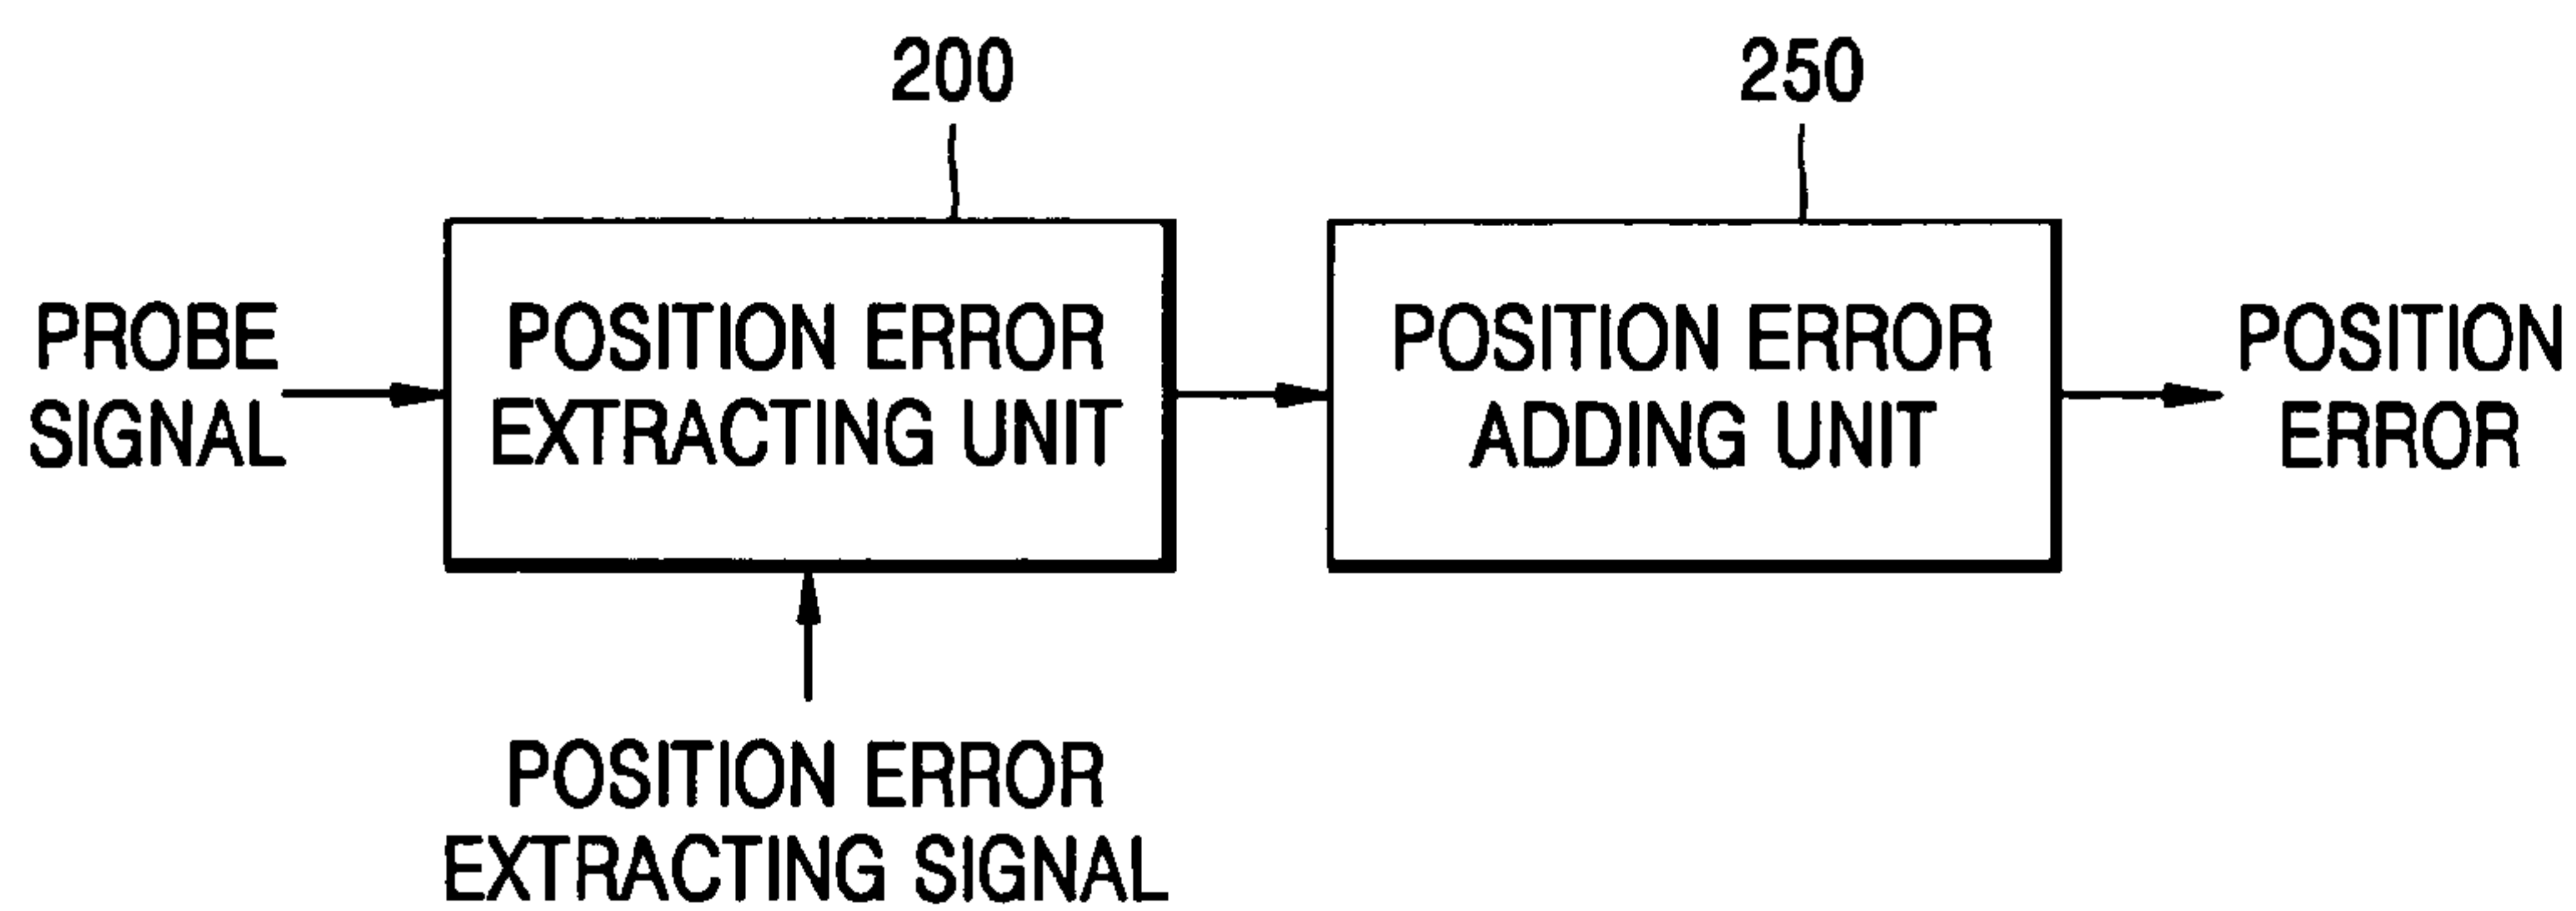 200
250
PROBE
SIGNAL
POSITION ERROR
EXTRACTING UNIT
POSITION ERROR
ADDING UNIT
POSITION
ERROR
POSITION ERROR
EXTRACTING SIGNAL